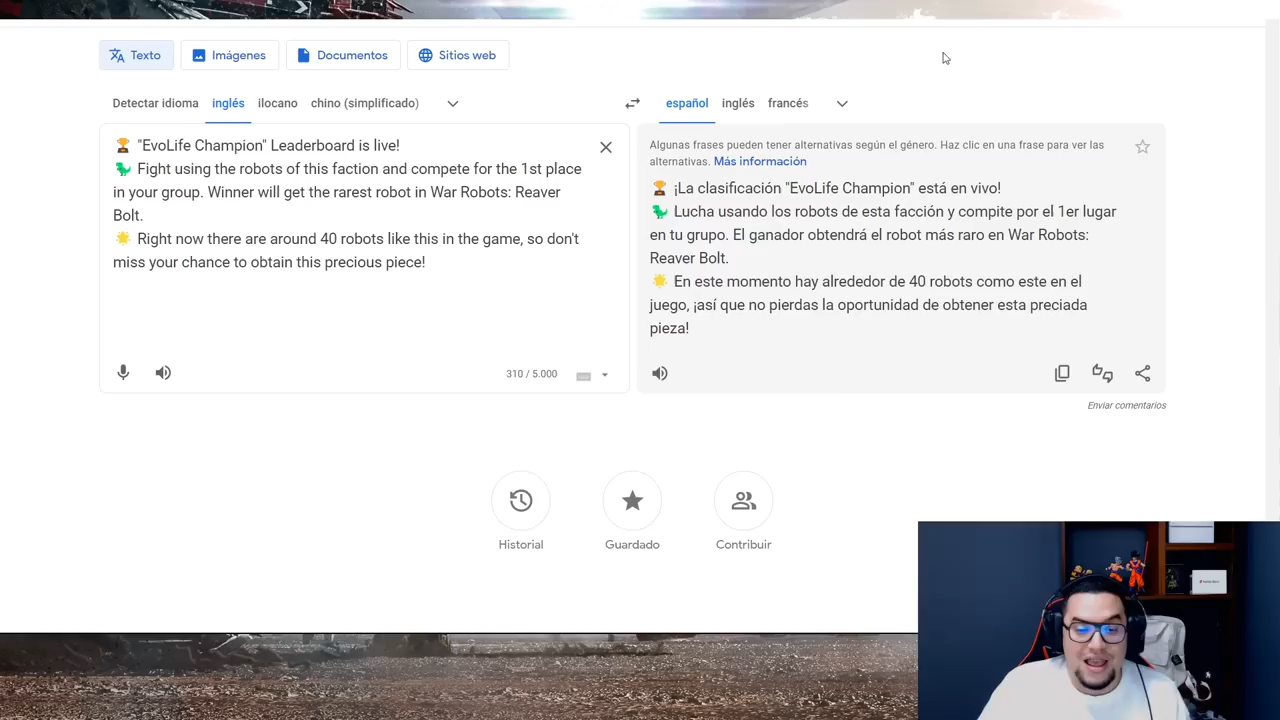 Texto
Imágenes
Documentos
Sitios web
Detectar idioma
inglés
ilocano
chino (simplificado)
español
inglés
francés
🏆 "EvoLife Champion" Leaderboard is live!
🦖 Fight using the robots of this faction and compete for the 1st place
in your group. Winner will get the rarest robot in War Robots: Reaver
Bolt.
🌟 Right now there are around 40 robots like this in the game, so don't
miss your chance to obtain this precious piece!
310 / 5.000
Algunas frases pueden tener alternativas según el género. Haz clic en una frase para ver las
alternativas. Más información
🏆 ¡La clasificación "EvoLife Champion" está en vivo!
🦖 Lucha usando los robots de esta facción y compite por el 1er lugar
en tu grupo. El ganador obtendrá el robot más raro en War Robots:
Reaver Bolt.
🌟 En este momento hay alrededor de 40 robots como este en el
juego, ¡así que no pierdas la oportunidad de obtener esta preciada
pieza!
Enviar comentarios
Historial
Guardado
Contribuir